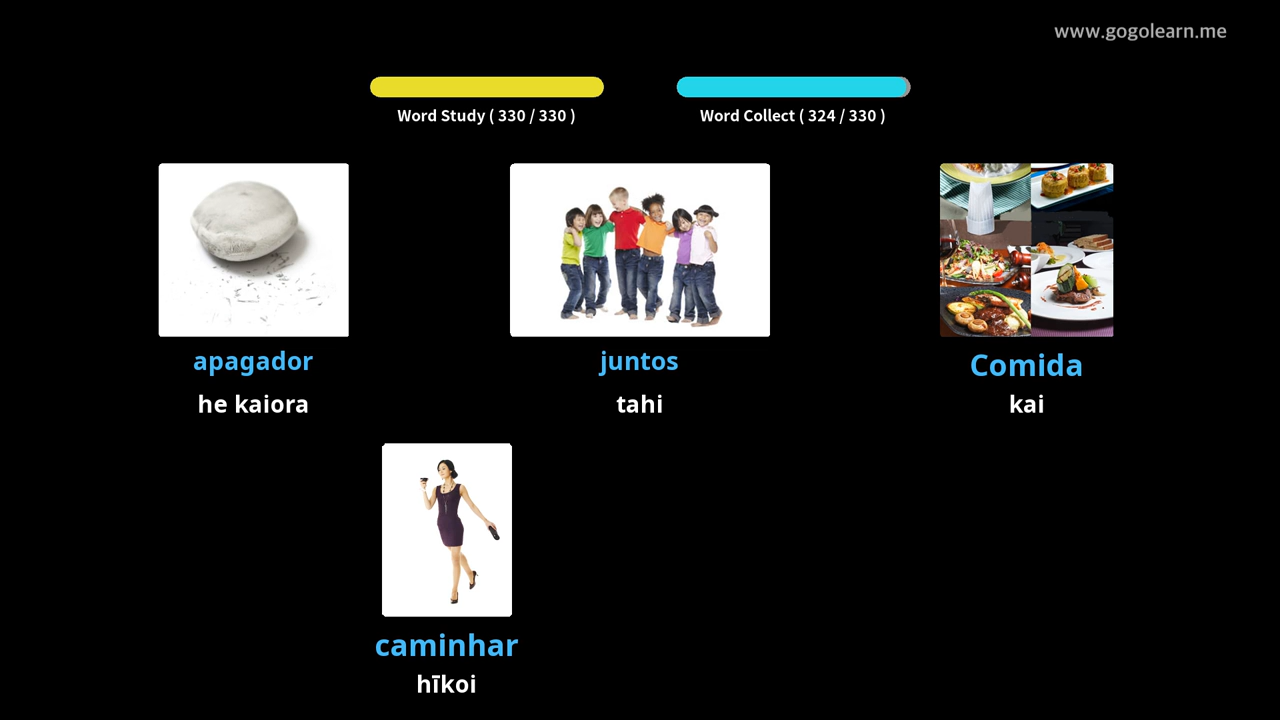 www.gogolearn.me
Word Study ( 330 / 330 )
Word Collect ( 324 / 330 )
apagador
juntos
Comida
he kaiora
tahi
kai
caminhar
hīkoi